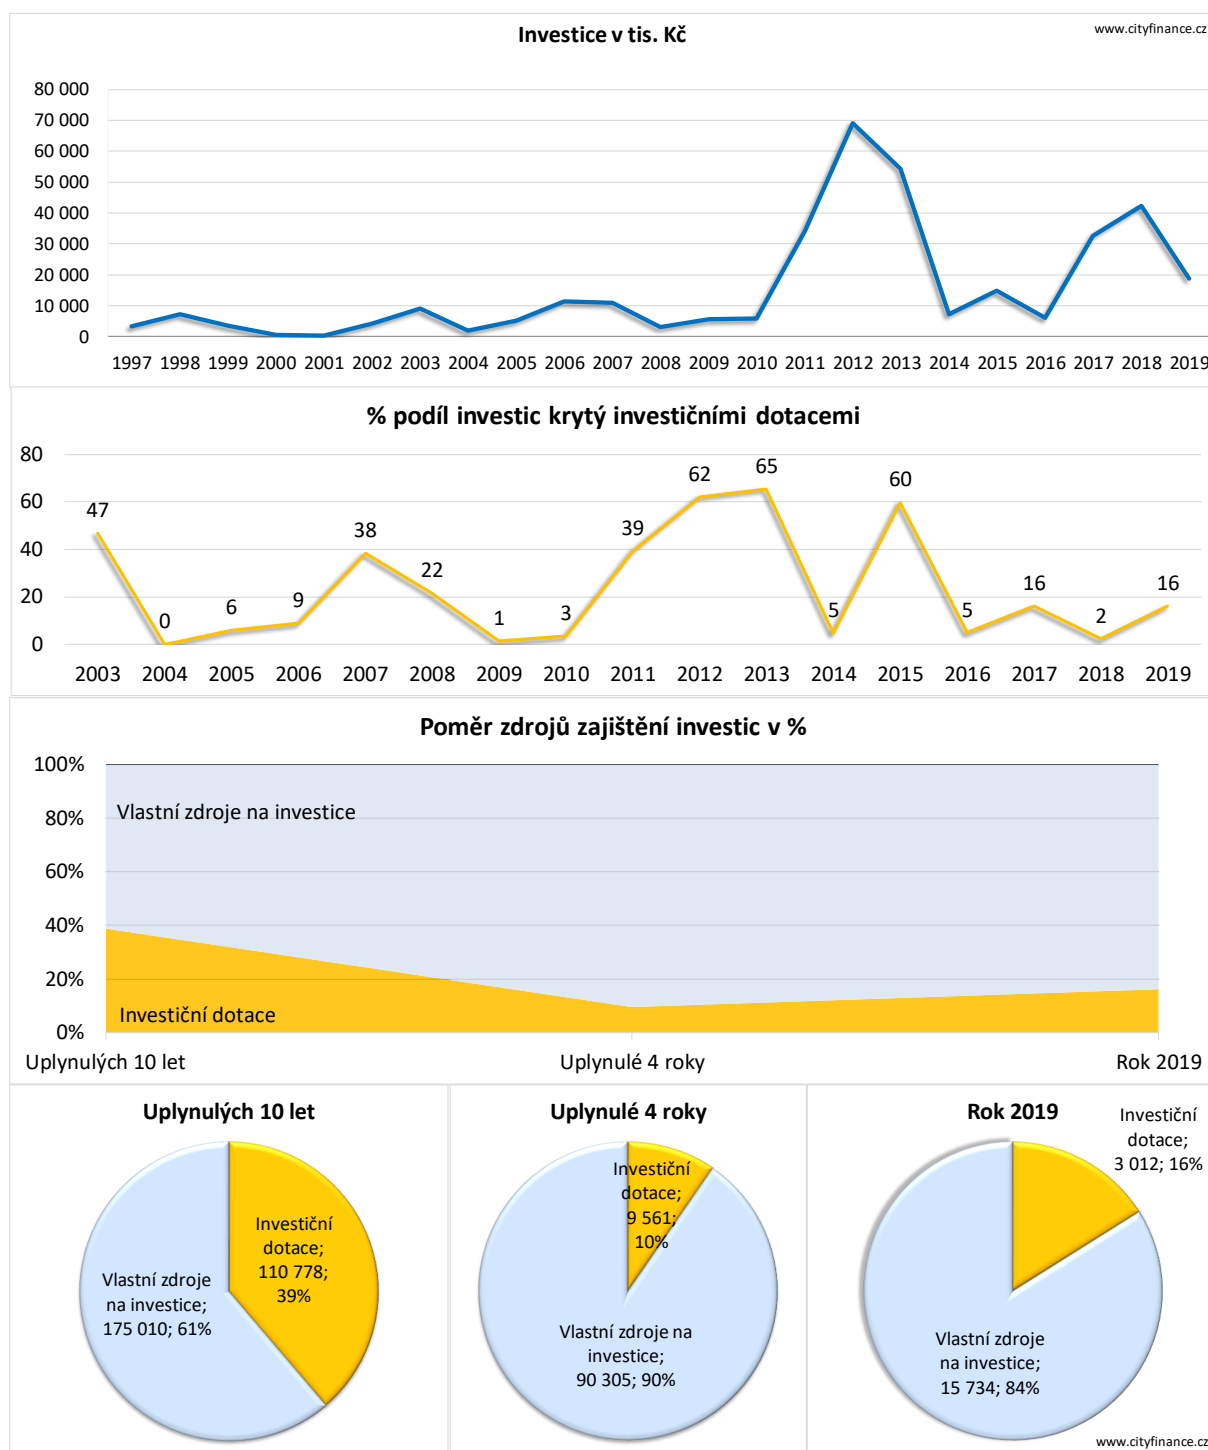 Investice v tis. Kč
www.cityfinance.cz
80 000
70 000
60 000
50 000
40 000
30 000
20 000
10 000
0
1997 1998 1999 2000 2001 2002 2003 2004 2005 2006 2007 2008 2009 2010 2011 2012 2013 2014 2015 2016 2017 2018 2019
% podíl investic krytý investičními dotacemi
80
60
40
20
0
47 0 6 9 38 22 1 3 39 62 65 5 60 5 16 2 16
2003 2004 2005 2006 2007 2008 2009 2010 2011 2012 2013 2014 2015 2016 2017 2018 2019
Poměr zdrojů zajištění investic v %
100%
80%
60%
40%
20%
0%
Vlastní zdroje na investice
Investiční dotace
Uplynulých 10 let
Uplynulé 4 roky
Rok 2019
Uplynulých 10 let
Investiční
dotace;
110 778;
39%
Vlastní zdroje
na investice;
175 010; 61%
Uplynulé 4 roky
Investiční
dotace;
9 561;
10%
Vlastní zdroje na
investice;
90 305; 90%
Rok 2019
Investiční
dotace;
3 012; 16%
Vlastní zdroje
na investice;
15 734; 84%
www.cityfinance.cz